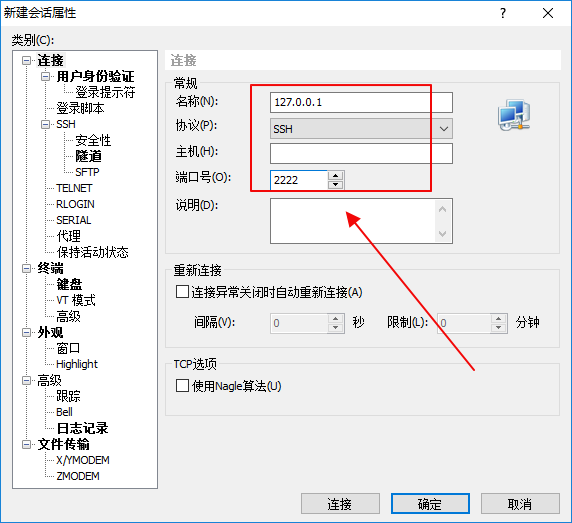 新建会话属性
类别(C):
连接
用户身份验证
登录提示符
登录脚本
SSH
安全性
隧道
SFTP
TELNET
RLOGIN
SERIAL
代理
保持活动状态
终端
键盘
VT 模式
高级
外观
窗口
Highlight
高级
跟踪
Bell
日志记录
文件传输
X/YMODEM
ZMODEM
连接
常规
名称(N): 127.0.0.1
协议(P): SSH
主机(H):
端口号(O): 2222
说明(D):
重新连接
连接异常关闭时自动重新连接(A)
间隔(V): 0 秒 限制(L): 0 分钟
TCP选项
使用Nagle算法(U)
连接 确定 取消